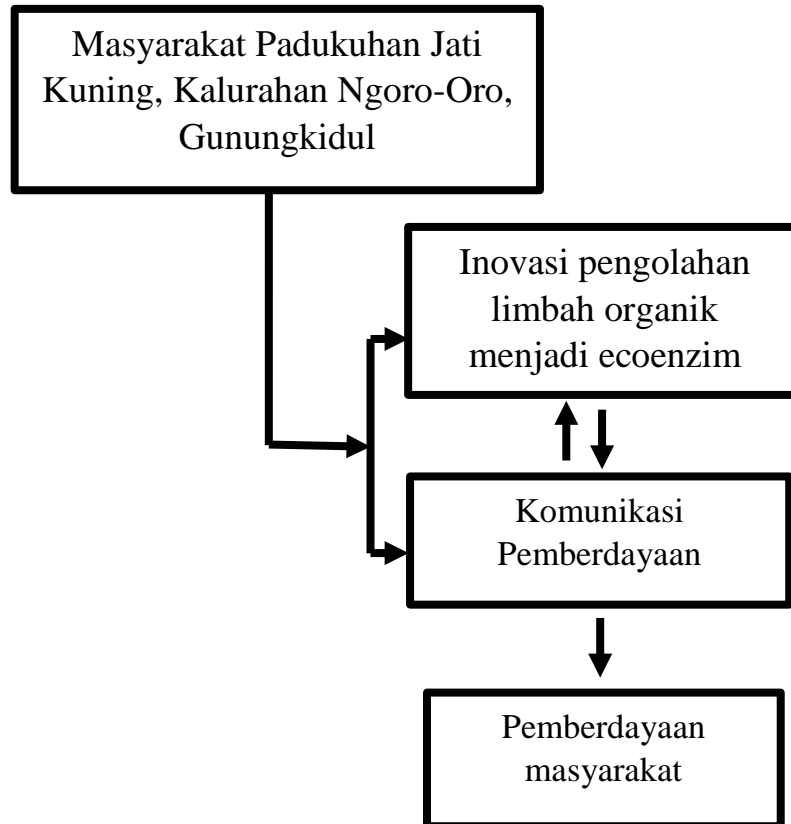 Masyarakat Padukuhan Jati
Kuning, Kalurahan Ngoro-Oro,
Gunungkidul
Inovasi pengolahan
limbah organik
menjadi ecoenzim
Komunikasi
Pemberdayaan
Pemberdayaan
masyarakat